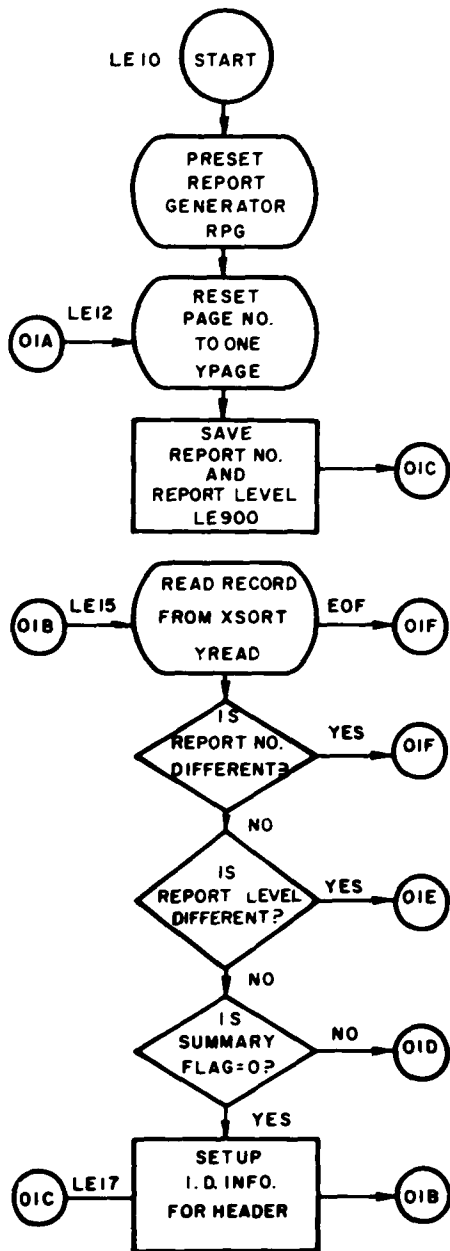 LE10
START
PRESET
REPORT
GENERATOR
RPG
RESET
PAGE NO.
TO ONE
YPAGE
LE12
01A
SAVE
REPORT NO.
AND
REPORT LEVEL
LE900
01C
READ RECORD
FROM XSORT
YREAD
LE15
01B
EOF
01F
IS
REPORT NO.
DIFFERENT?
YES
01F
NO
IS
REPORT LEVEL
DIFFERENT?
YES
01E
NO
IS
SUMMARY
FLAG=0?
NO
01D
YES
SETUP
I.D. INFO.
FOR HEADER
LE17
01C
01B